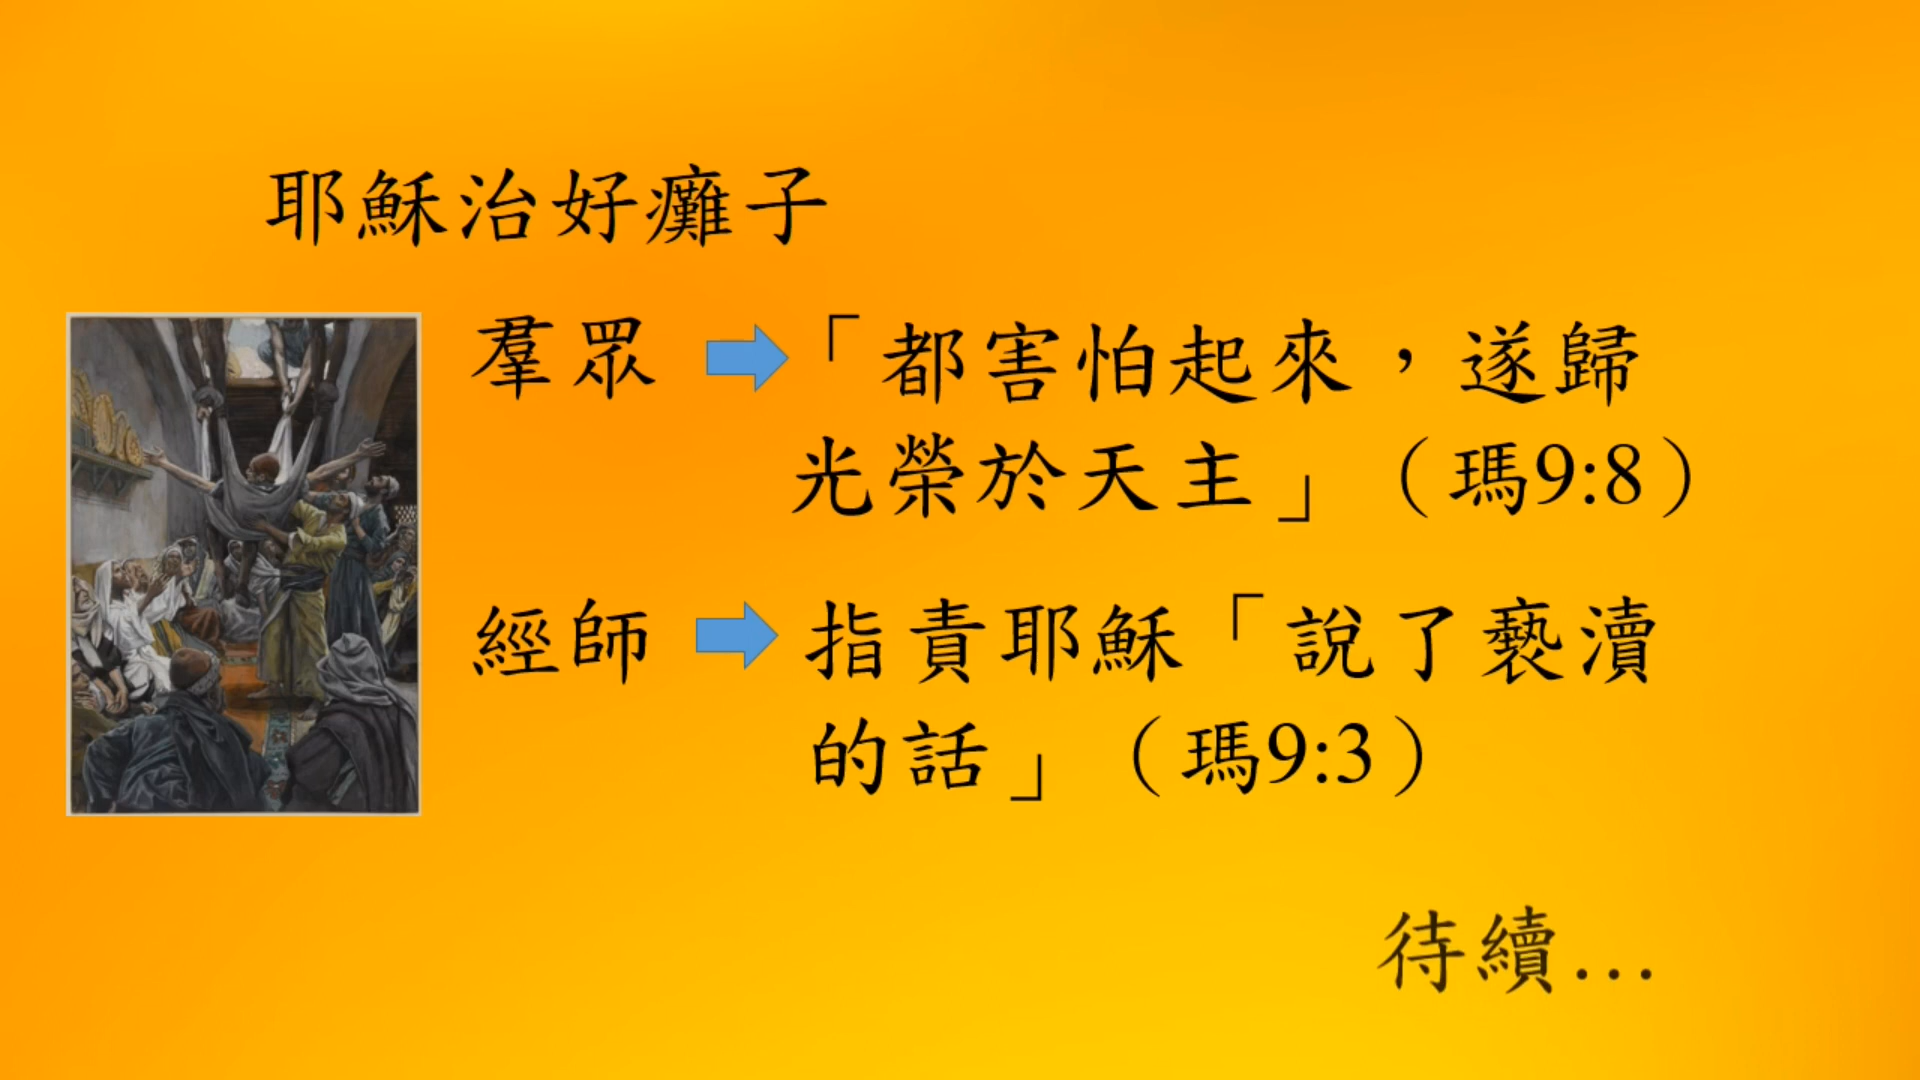 耶穌治好癱子
羣眾 「都害怕起來，遂歸
光榮於天主」（瑪9:8）
經師 指責耶穌「說了褻瀆
的話」（瑪9:3）
待續...